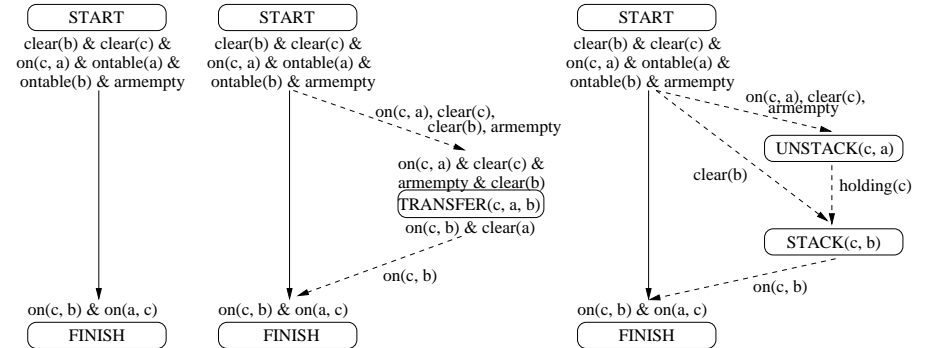 START
clear(b) & clear(c) &
on(c, a) & ontable(a) &
ontable(b) & armempty
on(c, b) & on(a, c)
FINISH
START
clear(b) & clear(c) &
on(c, a) & ontable(a) &
ontable(b) & armempty
on(c, a), clear(c),
clear(b), armempty
on(c, a) & clear(c) &
armempty & clear(b)
TRANSFER(c, a, b)
on(c, b) & clear(a)
on(c, b)
on(c, b) & on(a, c)
FINISH
START
clear(b) & clear(c) &
on(c, a) & ontable(a) &
ontable(b) & armempty
on(c, a), clear(c),
armempty
UNSTACK(c, a)
clear(b)
holding(c)
STACK(c, b)
on(c, b)
on(c, b) & on(a, c)
FINISH